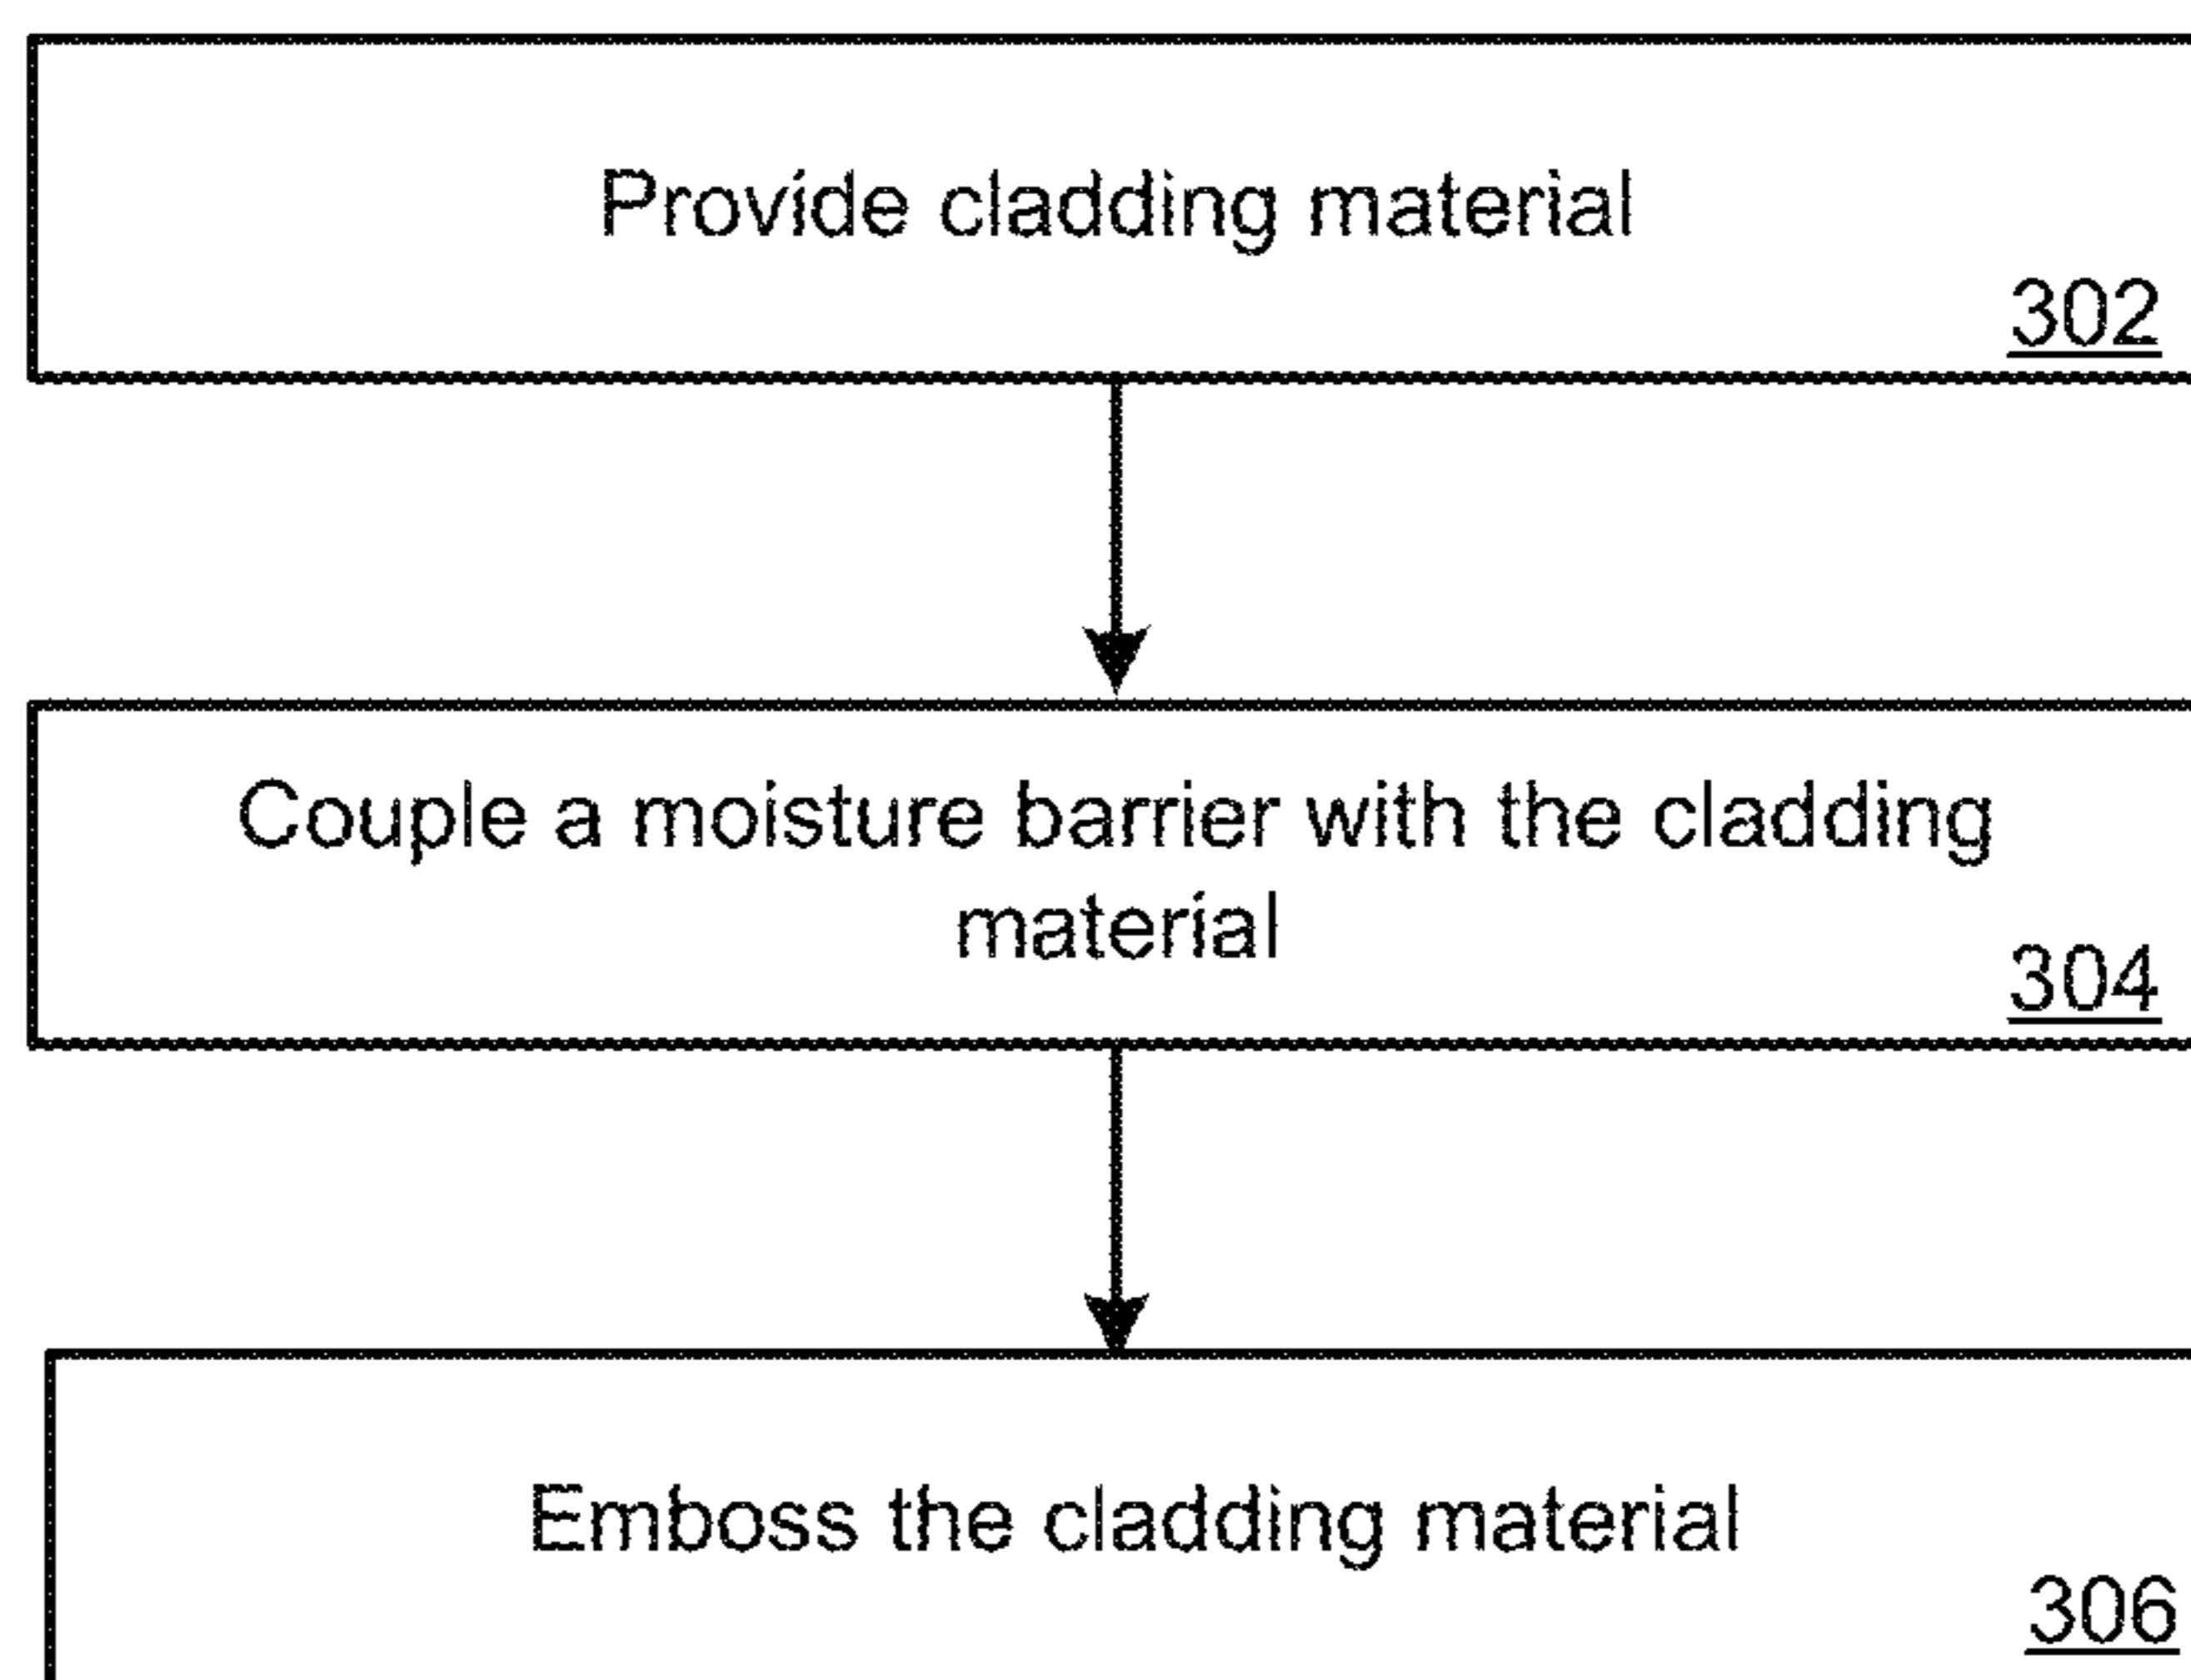 Provide cladding material
302
Couple a moisture barrier with the cladding
material
304
Emboss the cladding material
306